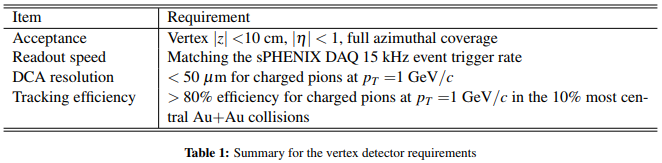 Item Requirement
Acceptance Vertex |z| <10 cm, |η| < 1, full azimuthal coverage
Readout speed Matching the sPHENIX DAQ 15 kHz event trigger rate
DCA resolution < 50 μm for charged pions at pT =1 GeV/c
Tracking efficiency > 80% efficiency for charged pions at pT =1 GeV/c in the 10% most cen-
tral Au+Au collisions
Table 1: Summary for the vertex detector requirements